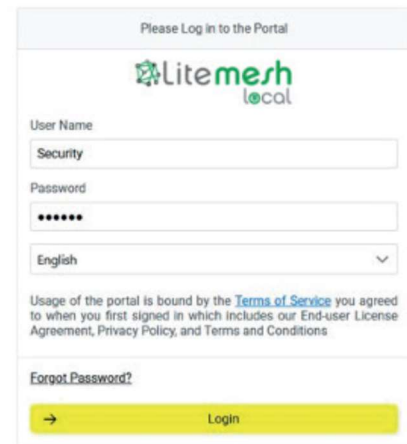 Please Log in to the Portal
Litemesh
local
User Name
Security
Password
••••••
English
Usage of the portal is bound by the Terms of Service you agreed
to when you first signed in which includes our End-user License
Agreement, Privacy Policy, and Terms and Conditions
Forgot Password?
→ Login